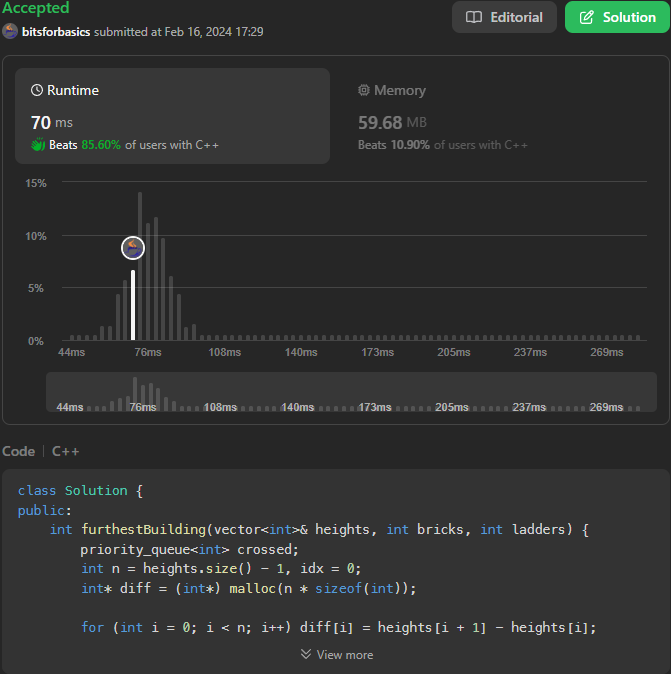 Accepted
Editorial
Solution
bitsforbasics submitted at Feb 16, 2024 17:29
Runtime
Memory
70 ms
59.68 MB
Beats 85.60% of users with C++
Beats 10.90% of users with C++
15%
10%
5%
0%
44ms 76ms 108ms 140ms 173ms 205ms 237ms 269ms
44ms 76ms 108ms 140ms 173ms 205ms 237ms 269ms
Code | C++
class Solution {
public:
    int furthestBuilding(vector<int>& heights, int bricks, int ladders) {
        priority_queue<int> crossed;
        int n = heights.size() - 1, idx = 0;
        int* diff = (int*) malloc(n * sizeof(int));
        for (int i = 0; i < n; i++) diff[i] = heights[i + 1] - heights[i];
View more